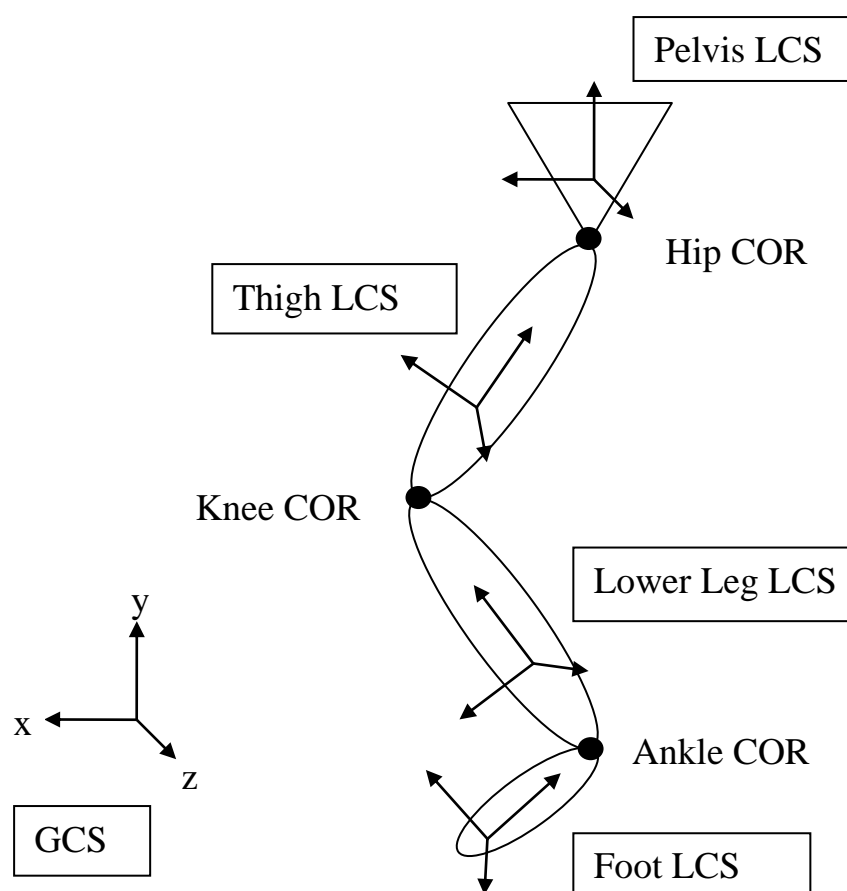 Pelvis LCS
Hip COR
Thigh LCS
Knee COR
Lower Leg LCS
y
x
z
Ankle COR
GCS
Foot LCS